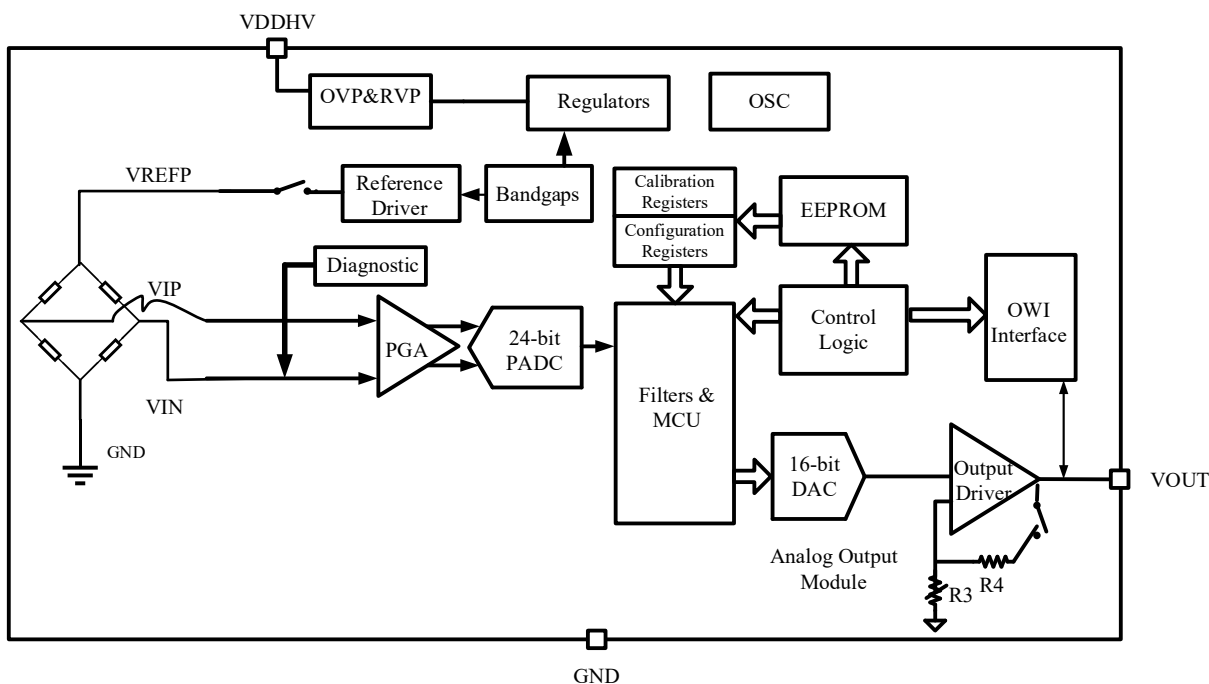 VDDHV
OVP&RVP
Regulators
OSC
VREFP
Reference
Driver
Bandgaps
Calibration
Registers
Configuration
Registers
EEPROM
Diagnostic
VIP
PGA
24-bit
PADC
Control
Logic
OWI
Interface
VIN
Filters &
MCU
GND
16-bit
DAC
Output
Driver
VOUT
Analog Output
Module
R4
R3
GND